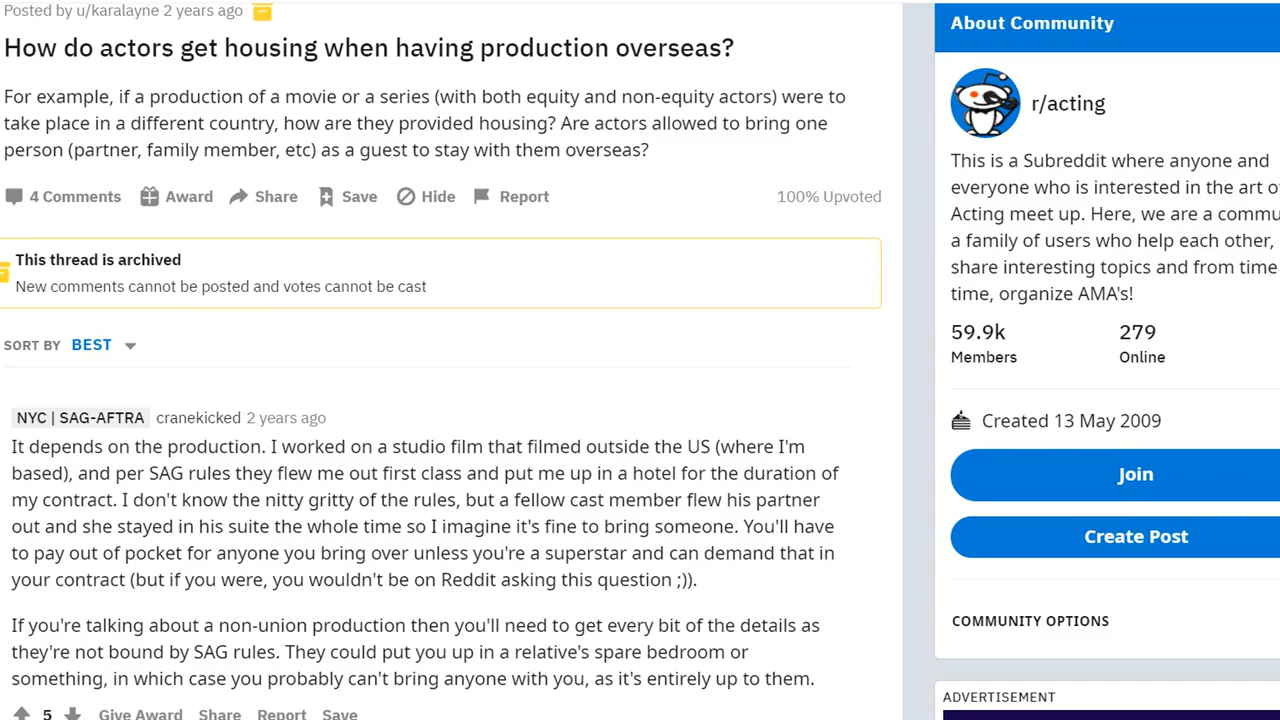 Posted by u/karalayne 2 years ago
How do actors get housing when having production overseas?
For example, if a production of a movie or a series (with both equity and non-equity actors) were to
take place in a different country, how are they provided housing? Are actors allowed to bring one
person (partner, family member, etc) as a guest to stay with them overseas?
4 Comments Award Share Save Hide Report 100% Upvoted
This thread is archived
New comments cannot be posted and votes cannot be cast
SORT BY BEST
NYC | SAG-AFTRA cranekicked 2 years ago
It depends on the production. I worked on a studio film that filmed outside the US (where I'm
based), and per SAG rules they flew me out first class and put me up in a hotel for the duration of
my contract. I don't know the nitty gritty of the rules, but a fellow cast member flew his partner
out and she stayed in his suite the whole time so I imagine it's fine to bring someone. You'll have
to pay out of pocket for anyone you bring over unless you're a superstar and can demand that in
your contract (but if you were, you wouldn't be on Reddit asking this question ;)).
If you're talking about a non-union production then you'll need to get every bit of the details as
they're not bound by SAG rules. They could put you up in a relative's spare bedroom or
something, in which case you probably can't bring anyone with you, as it's entirely up to them.
5 Give Award Share Report Save
About Community
r/acting
This is a Subreddit where anyone and
everyone who is interested in the art o
Acting meet up. Here, we are a commu
a family of users who help each other,
share interesting topics and from time
time, organize AMA's!
59.9k 279
Members Online
Created 13 May 2009
Join
Create Post
COMMUNITY OPTIONS
ADVERTISEMENT